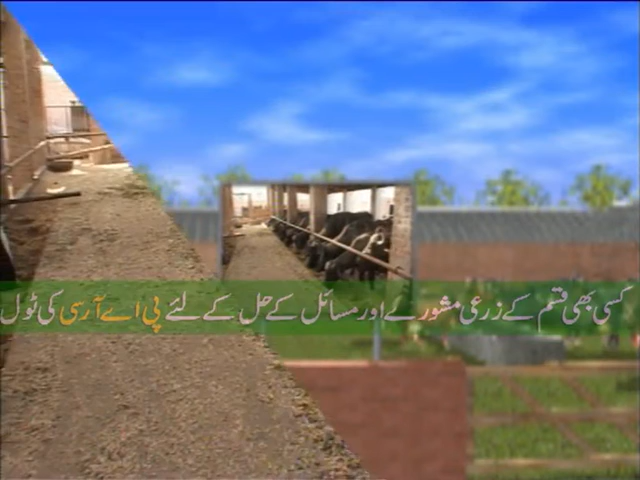 کسی بھی قسم کے زرعی مشورے اور مسائل کے حل کے لئے پی اے آر سی کی ٹول